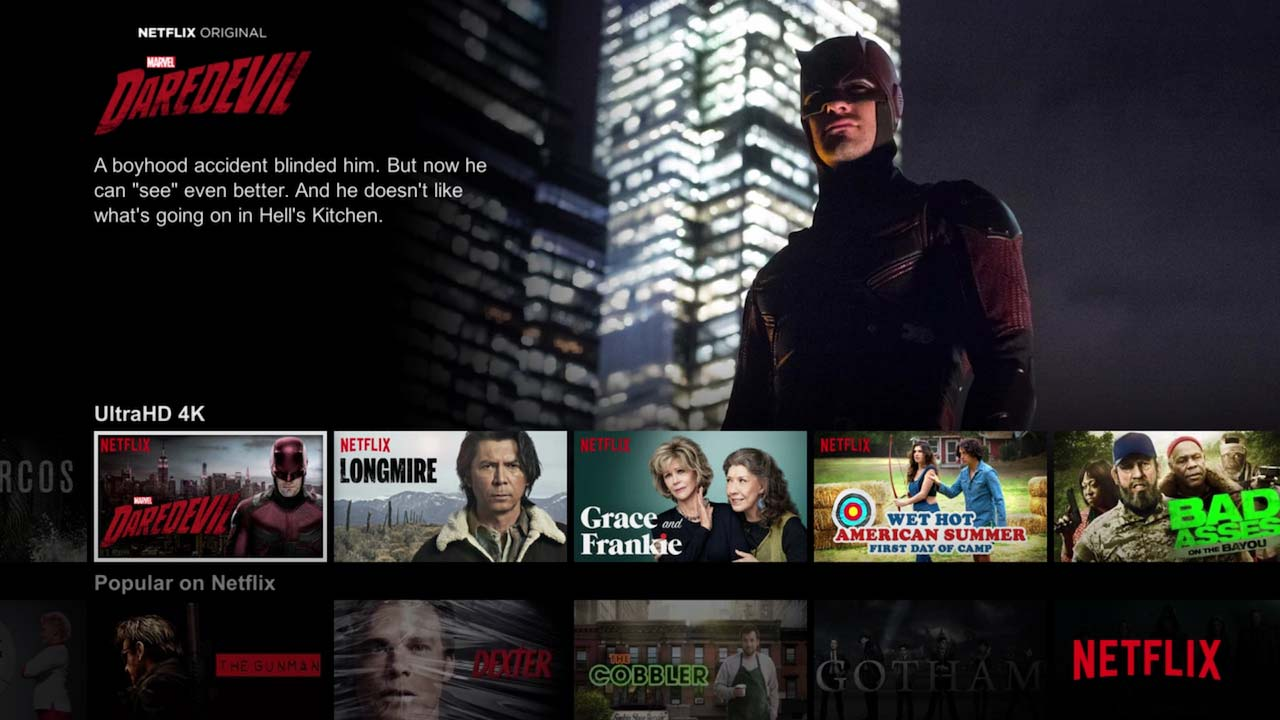 NETFLIX ORIGINAL
MARVEL
DAREDEVIL
A boyhood accident blinded him. But now he
can "see" even better. And he doesn't like
what's going on in Hell's Kitchen.
UltraHD 4K
RCOS
NETFLIX
MARVEL
DAREDEVIL
NETFLIX
LONGMIRE
NETFLIX
Grace and
Frankie
NETFLIX
WET HOT
AMERICAN SUMMER
FIRST DAY OF CAMP
BAD
ASSES
ON THE BAYOU
Popular on Netflix
THE GUNMAN
DEXTER
THE
COBBLER
GOTHAM
NETFLIX